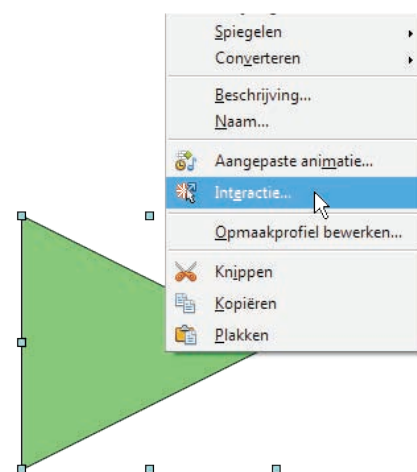 Spiegelen
Converteren
Beschrijving...
Naam...
Aangepaste animatie...
Interactie...
Opmaakprofiel bewerken...
Knippen
Kopiëren
Plakken